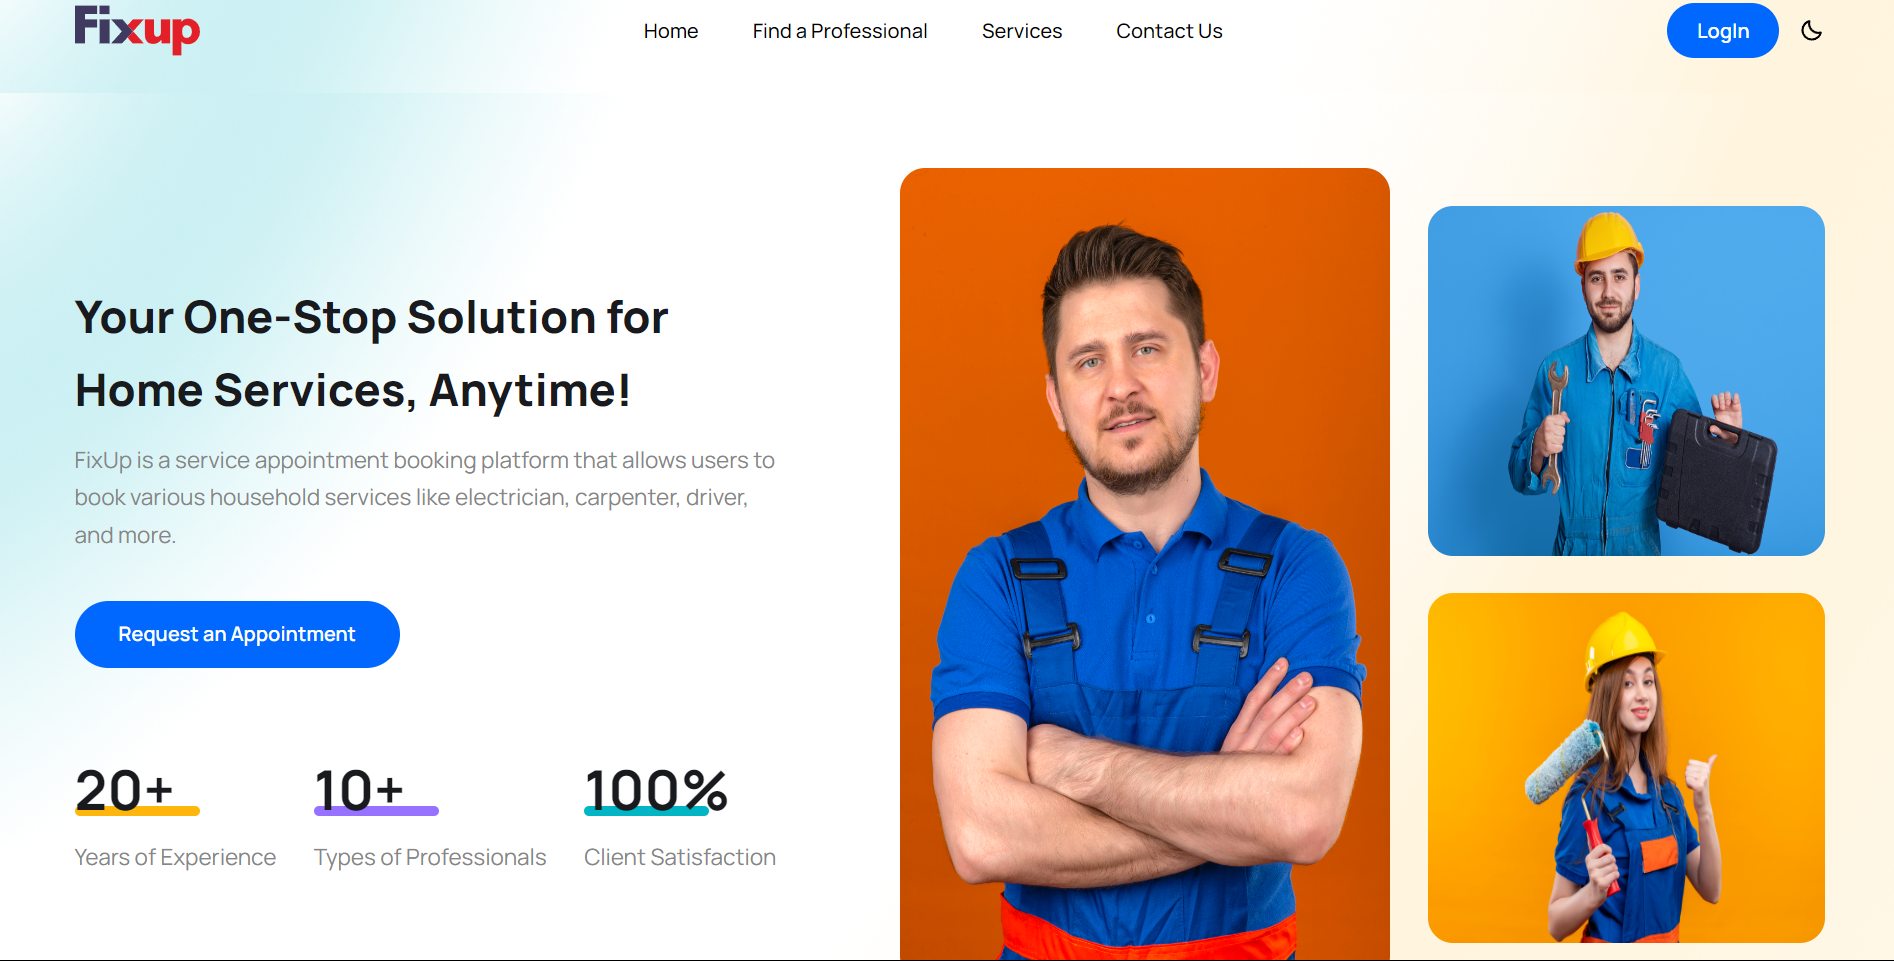 Fixup
Home
Find a Professional
Services
Contact Us
LogIn
Your One-Stop Solution for
Home Services, Anytime!
FixUp is a service appointment booking platform that allows users to
book various household services like electrician, carpenter, driver,
and more.
Request an Appointment
20+
Years of Experience
10+
Types of Professionals
100%
Client Satisfaction